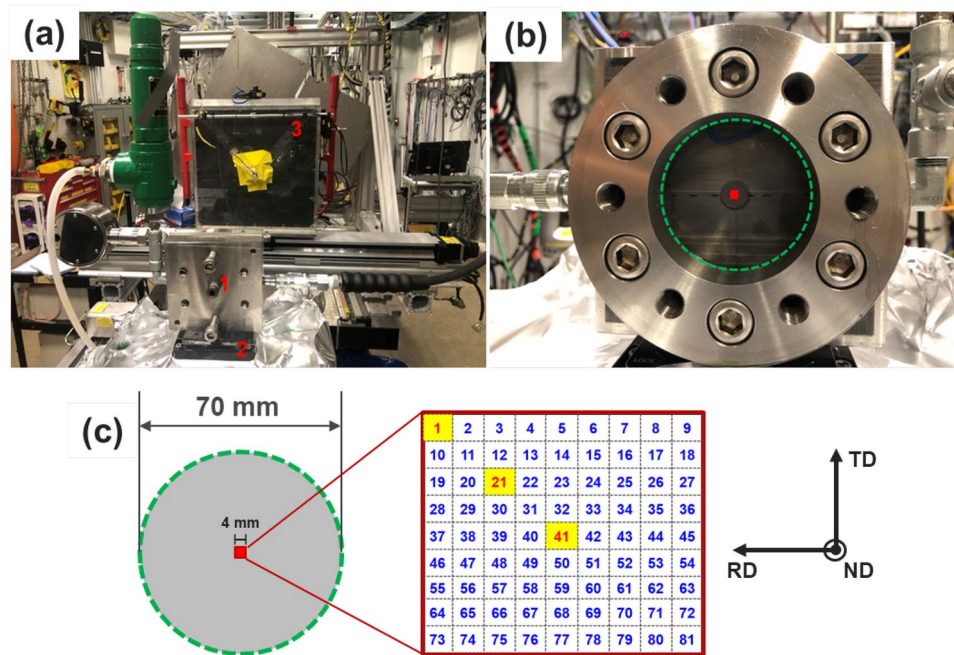 (a)
3
1
2
(b)
(c)
70 mm
4 mm
1 2 3 4 5 6 7 8 9
10 11 12 13 14 15 16 17 18
19 20 21 22 23 24 25 26 27
28 29 30 31 32 33 34 35 36
37 38 39 40 41 42 43 44 45
46 47 48 49 50 51 52 53 54
55 56 57 58 59 60 61 62 63
64 65 66 67 68 69 70 71 72
73 74 75 76 77 78 79 80 81
TD
RD
ND